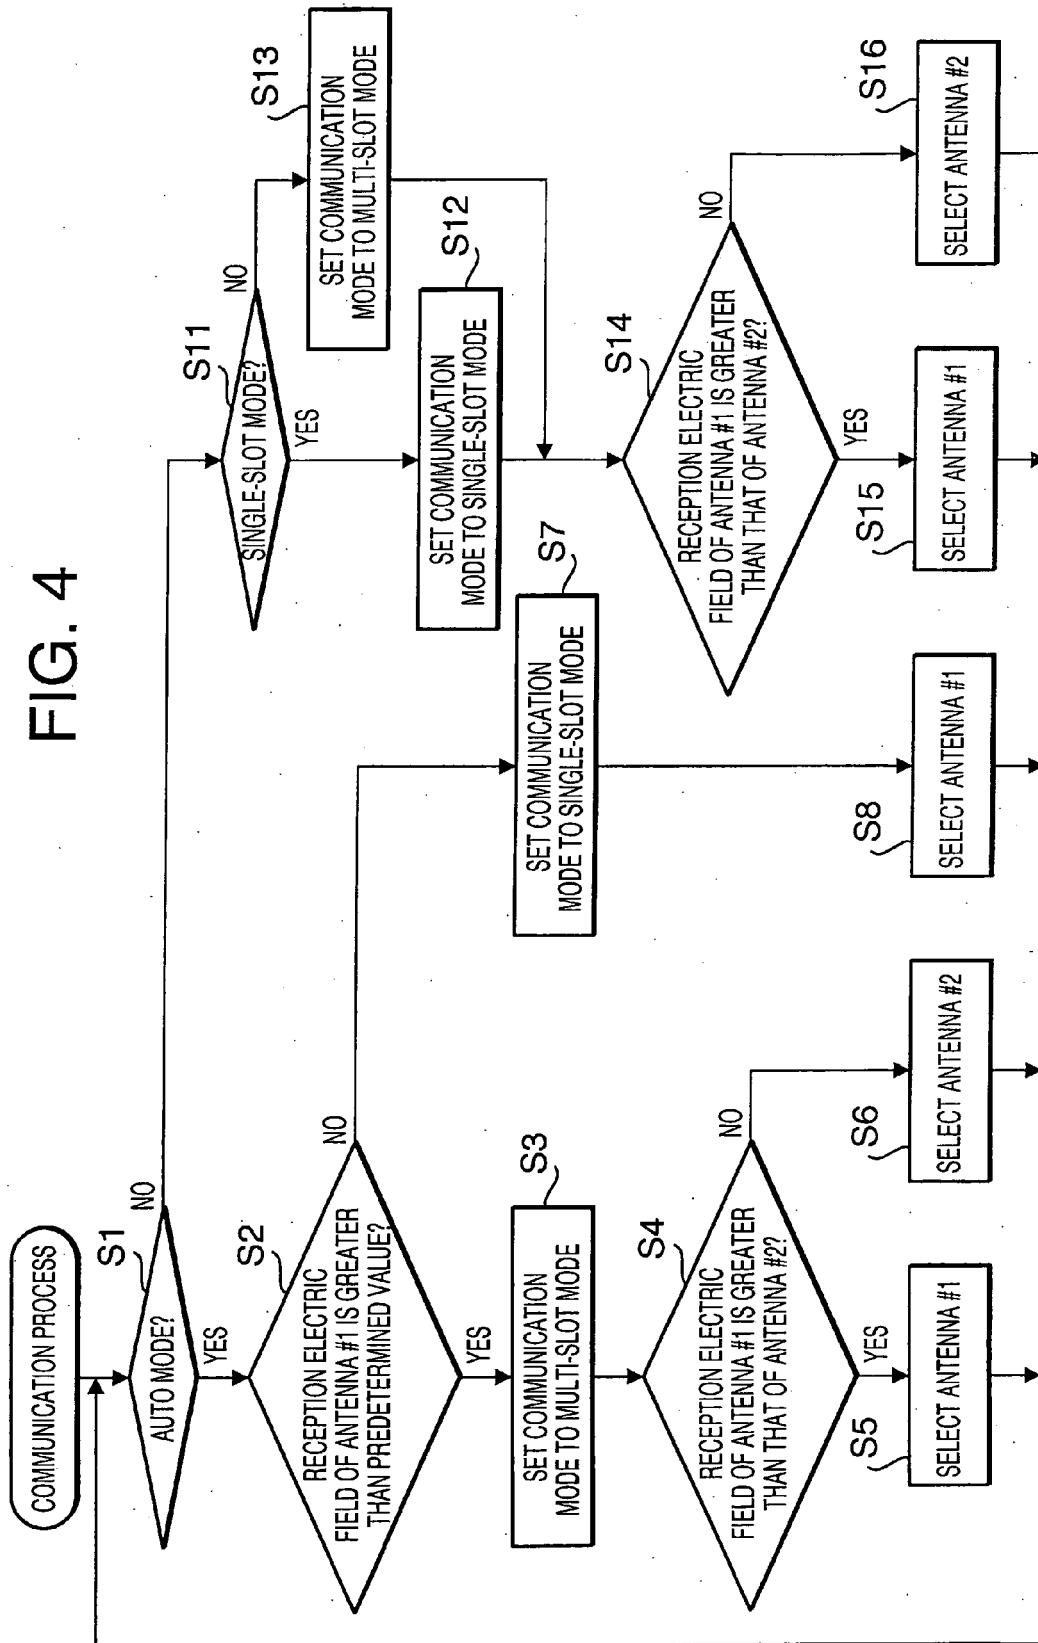 FIG. 4
COMMUNICATION PROCESS
S1
AUTO MODE?
NO
YES
S2
RECEPTION ELECTRIC
FIELD OF ANTENNA #1 IS GREATER
THAN PREDETERMINED VALUE?
NO
YES
S3
SET COMMUNICATION
MODE TO MULTI-SLOT MODE
S4
RECEPTION ELECTRIC
FIELD OF ANTENNA #1 IS GREATER
THAN THAT OF ANTENNA #2?
NO
YES
S5
SELECT ANTENNA #1
S6
SELECT ANTENNA #2
S7
SET COMMUNICATION
MODE TO SINGLE-SLOT MODE
S8
SELECT ANTENNA #1
S11
SINGLE-SLOT MODE?
NO
YES
S12
SET COMMUNICATION
MODE TO SINGLE-SLOT MODE
S13
SET COMMUNICATION
MODE TO MULTI-SLOT MODE
S14
RECEPTION ELECTRIC
FIELD OF ANTENNA #1 IS GREATER
THAN THAT OF ANTENNA #2?
NO
YES
S15
SELECT ANTENNA #1
S16
SELECT ANTENNA #2